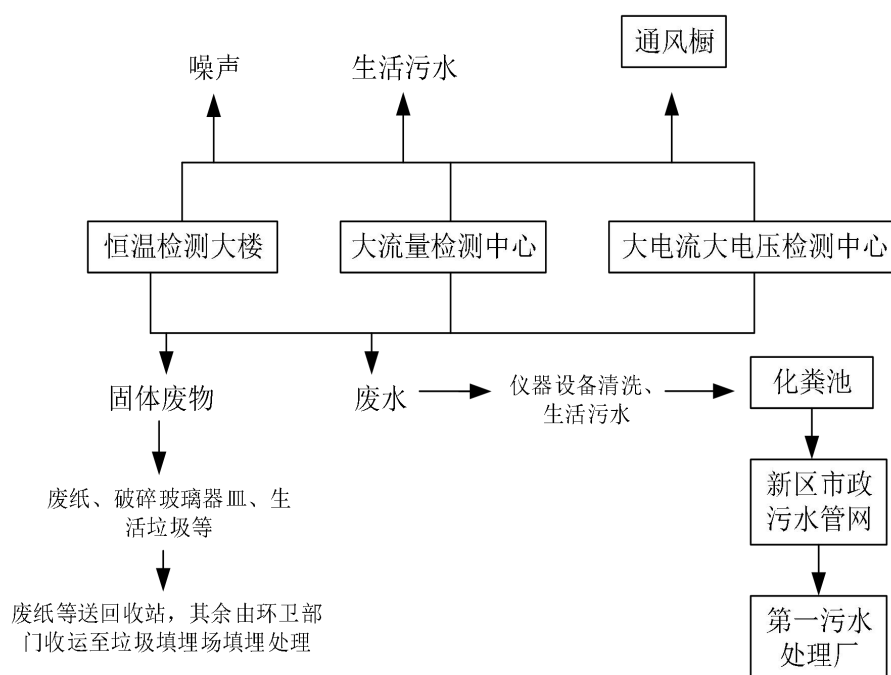 噪声
生活污水
通风橱
恒温检测大楼
大流量检测中心
大电流大电压检测中心
固体废物
废水
仪器设备清洗、
生活污水
化粪池
废纸、破碎玻璃器皿、生
活垃圾等
新区市政
污水管网
废纸等送回收站，其余由环卫部
门收运至垃圾填埋场填埋处理
第一污水
处理厂